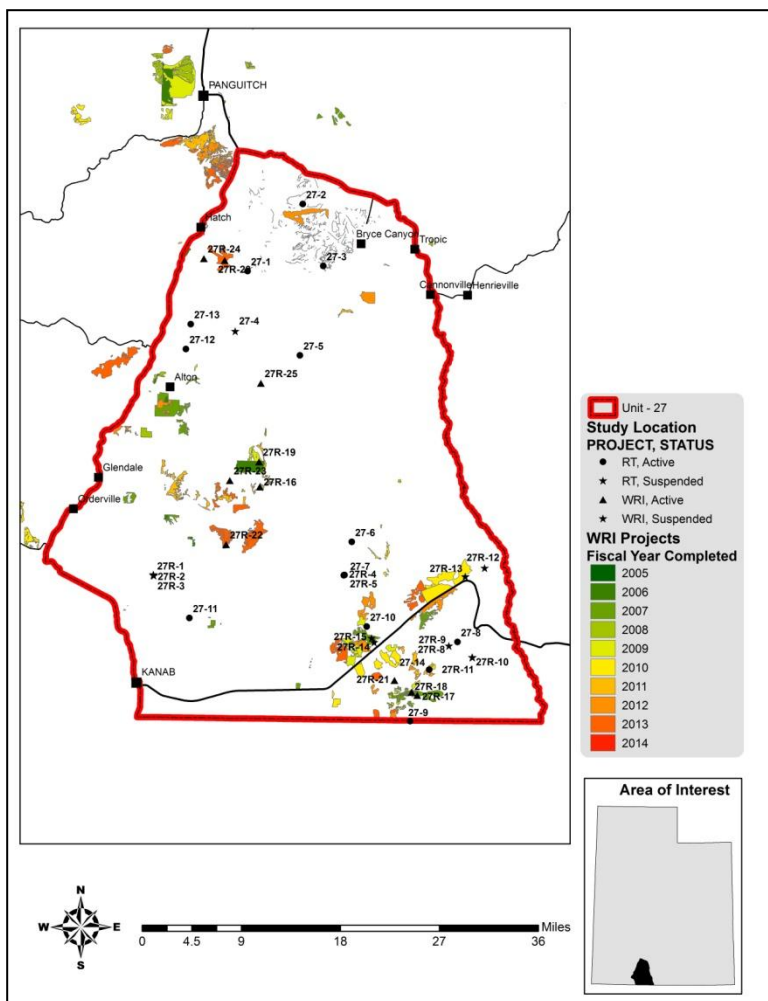 PANGUITCH
27-2
Hatch
Bryce Canyon
Tropic
27R-24
27-1
27-3
Cannonville
Henrieville
27-13
27-4
27-12
27-5
27R-25
Alton
27R-19
27R-23
Glendale
27R-16
Orderville
27R-22
27-6
27R-1
27R-2
27R-3
27-7
27R-4
27R-5
27R-12
27R-13
27-11
27-10
27R-15
27R-14
27R-9
27-8
27R-8
27-14
27R-10
27R-11
KANAB
27R-21
27R-18
27R-17
27-9
Unit - 27
Study Location
PROJECT, STATUS
RT, Active
RT, Suspended
WRI, Active
WRI, Suspended
WRI Projects
Fiscal Year Completed
2005
2006
2007
2008
2009
2010
2011
2012
2013
2014
Area of Interest
N
W E
S
Miles
0 4.5 9 18 27 36